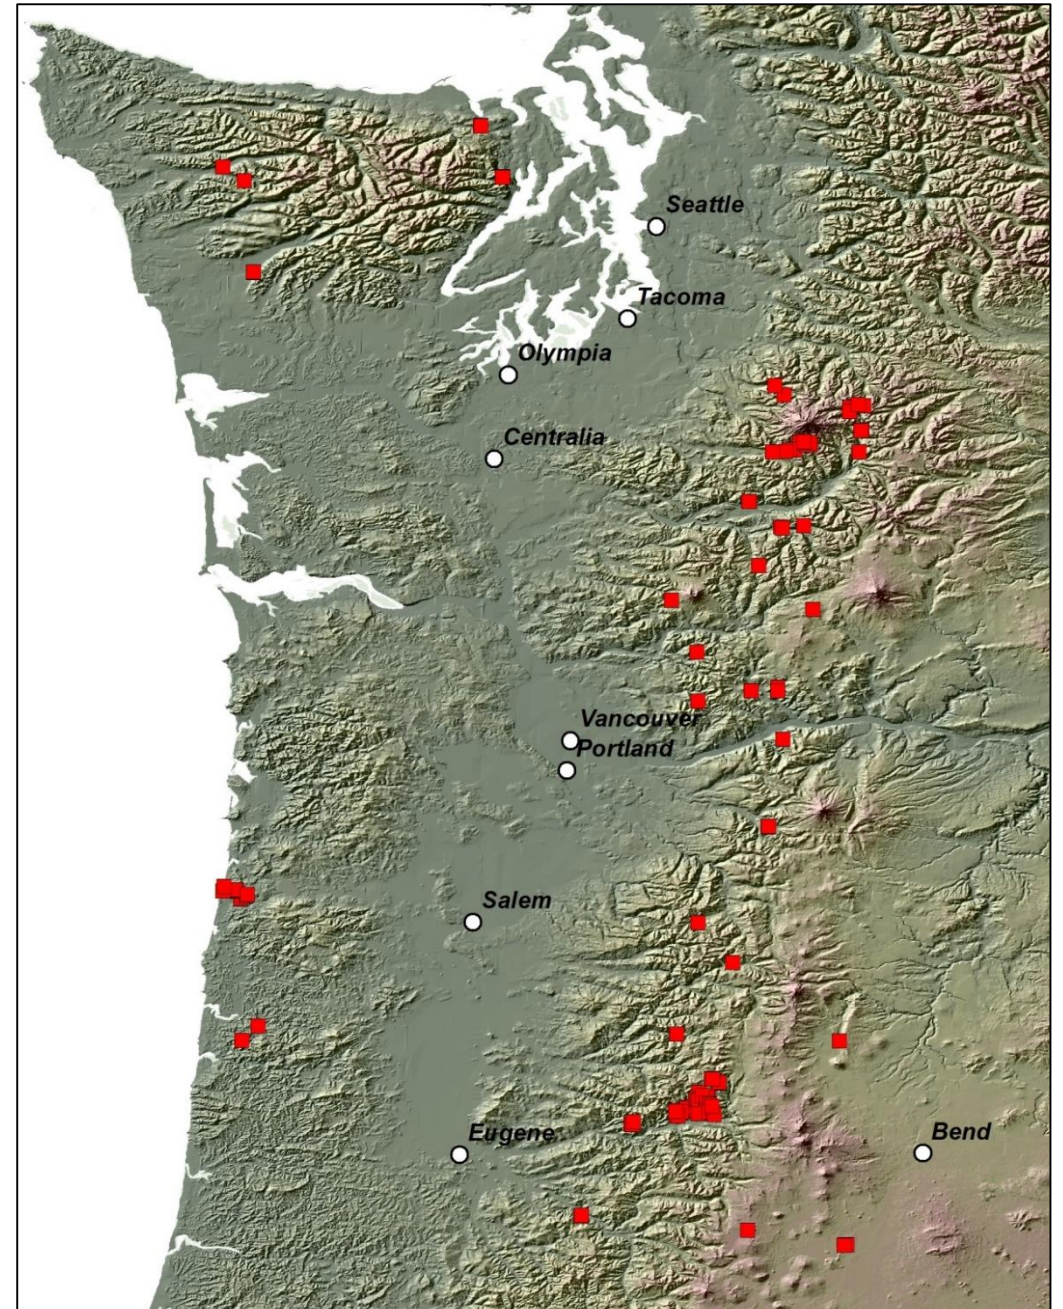 Seattle
Tacoma
Olympia
Centralia
Vancouver
Portland
Salem
Eugene
Bend